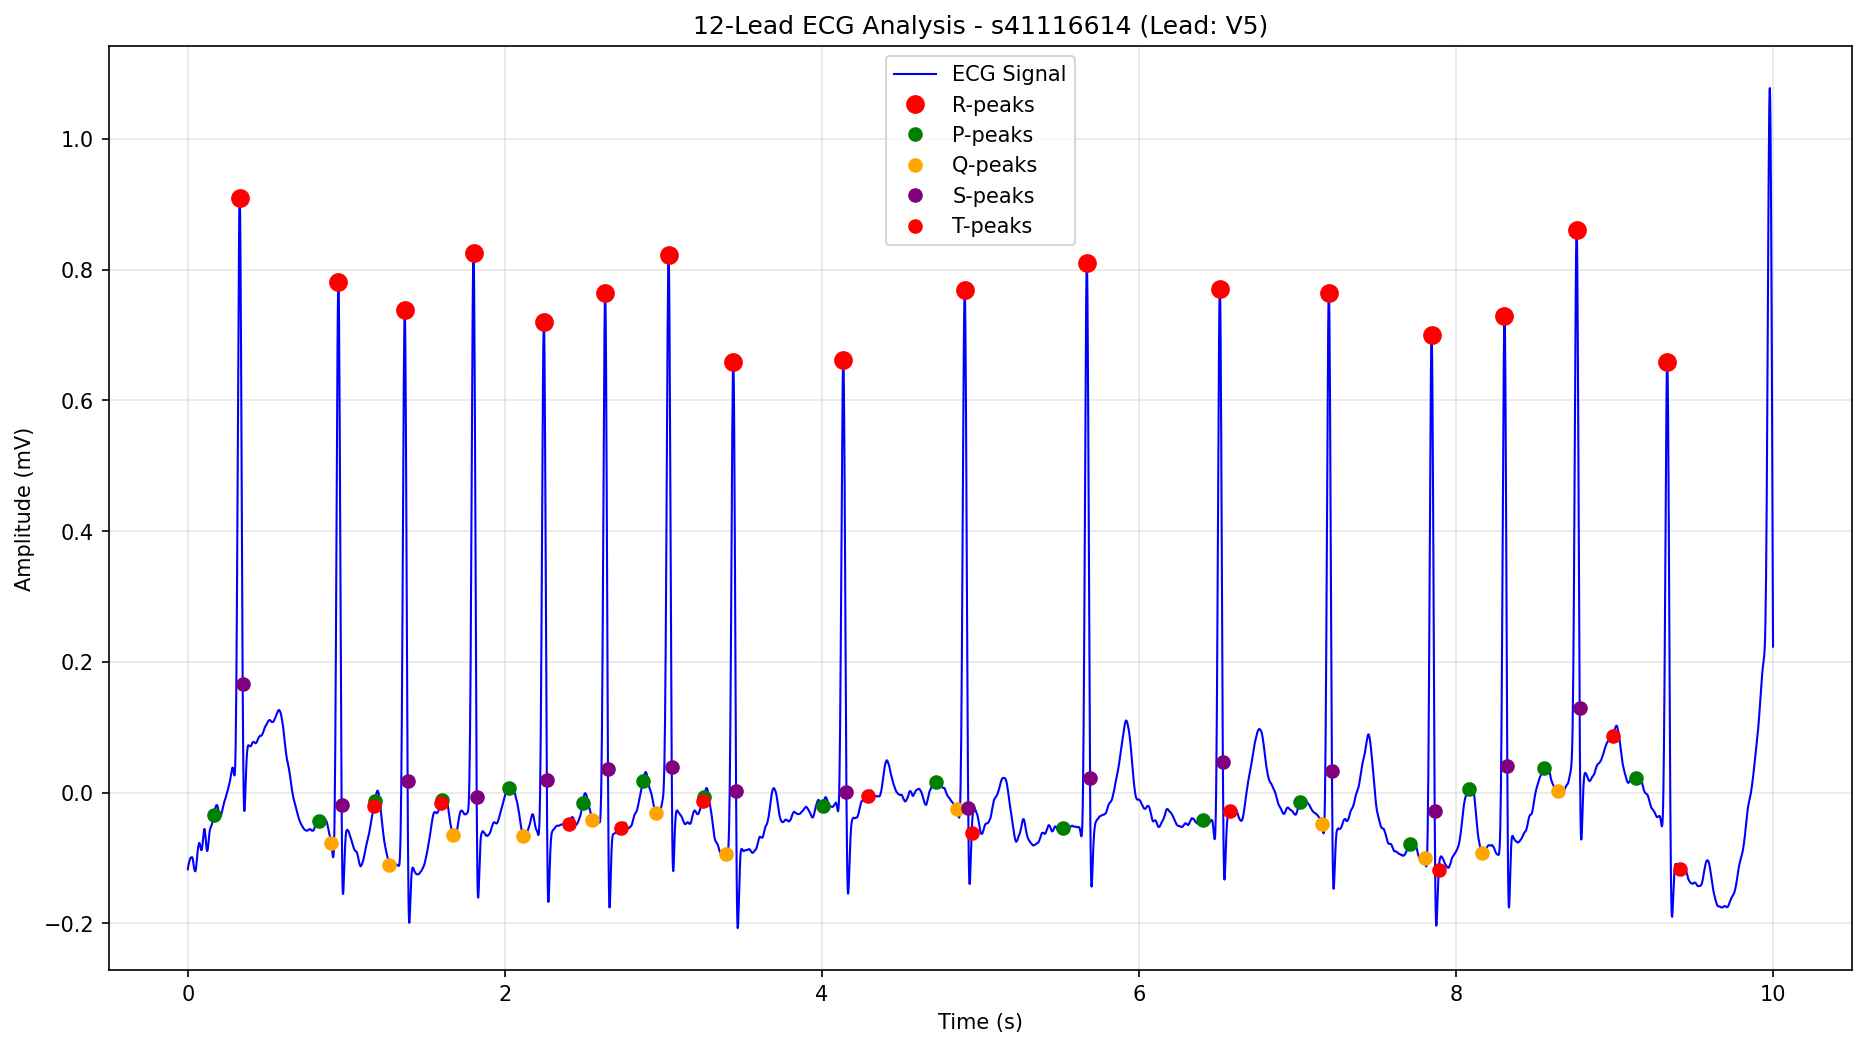 12-Lead ECG Analysis - s41116614 (Lead: V5)
ECG Signal
R-peaks
P-peaks
Q-peaks
S-peaks
T-peaks
Amplitude (mV)
1.0
0.8
0.6
0.4
0.2
0.0
−0.2
0 2 4 6 8 10
Time (s)